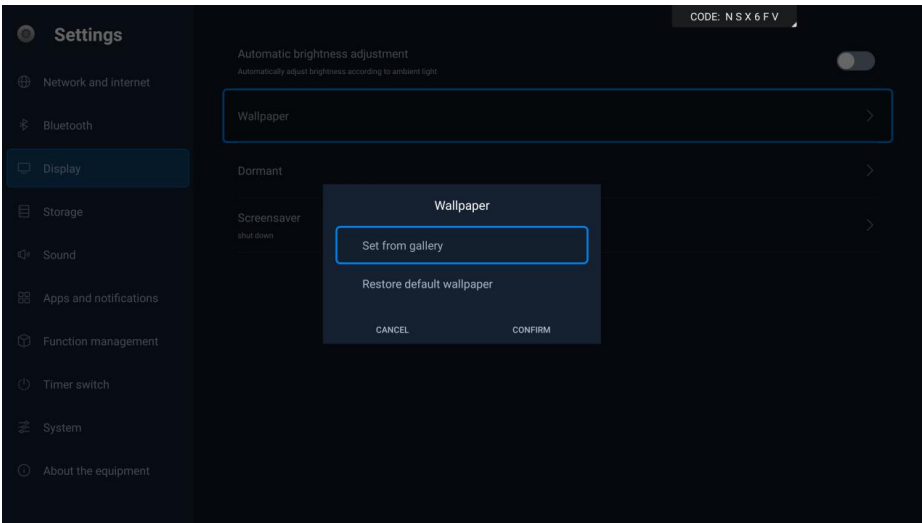 CODE: N S X 6 F V
Settings
Automatic brightness adjustment
Automatically adjust brightness according to ambient light
Network and internet
Wallpaper
Bluetooth
Display
Dormant
Wallpaper
Storage
Screensaver
shut down
Set from gallery
Sound
Restore default wallpaper
Apps and notifications
CANCEL
CONFIRM
Function management
Timer switch
System
About the equipment